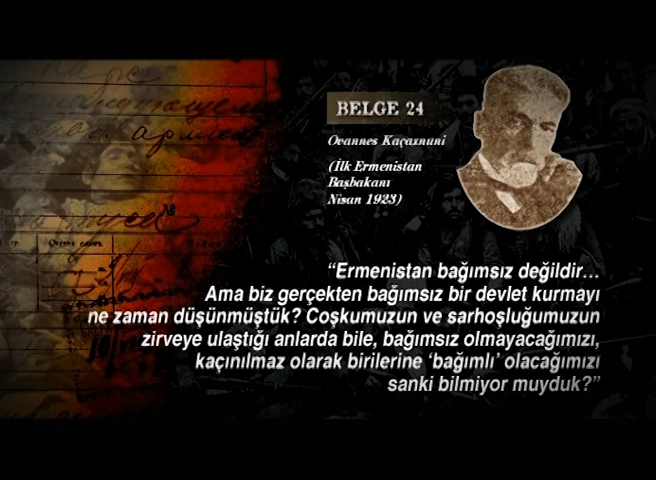 BELGE 24
Ovannes Kaçaznuni
(İlk Ermenistan
Başbakanı
Nisan 1923)
“Ermenistan bağımsız değildir...
Ama biz gerçekten bağımsız bir devlet kurmayı
ne zaman düşünmüştük? Coşkumuzun ve sarhoşluğumuzun
zirveye ulaştığı anlarda bile, bağımsız olmayacağımızı,
kaçınılmaz olarak birilerine ‘bağımlı’ olacağımızı
sanki bilmiyor muyduk?”